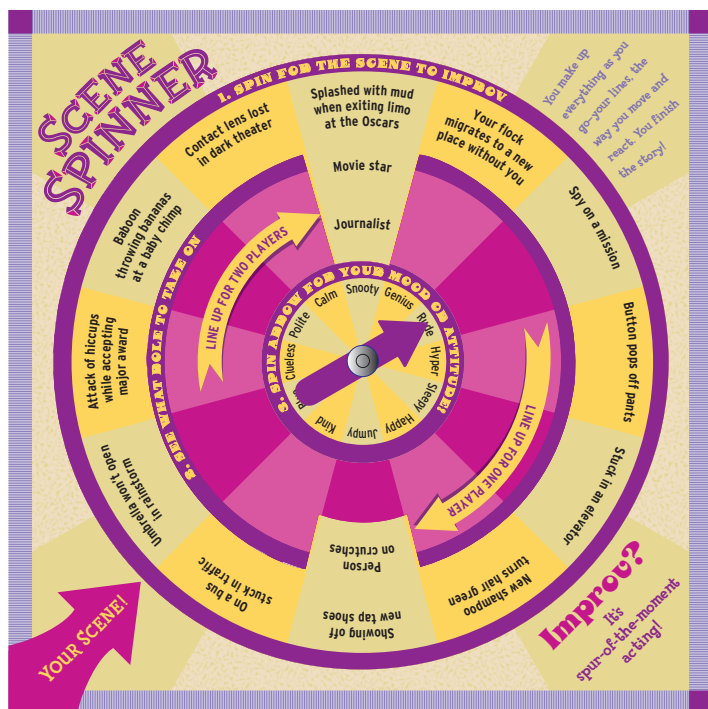 SCENE
SPINNER
1. SPIN FOR THE SCENE TO IMPROV
You make up
everything as you
go–your lines, the
way you move and
react. You finish
the story!
Splashed with mud
when exiting limo
at the Oscars
Movie star
Journalist
Your flock
migrates to a new
place without you
Spy on a mission
Button pops off
pants
Stuck in an elevator
New shampoo
turns hair green
Showing off
new tap shoes
Person
on crutches
On a bus
stuck in traffic
Umbrella won't open
in rainstorm
Attack of hiccups
while accepting
major award
Baboon
throwing bananas
at a baby chimp
Contact lens lost
in dark theater
2. SEE WHAT ROLE TO TAKE ON
LINE UP FOR TWO PLAYERS
LINE UP FOR ONE PLAYER
3. SPIN ARROW FOR YOUR MOOD OR ATTITUDE!
Snooty
Genius
Rude
Hyper
Sleepy
Happy
Jumpy
Kind
Clueless
Polite
Calm
YOUR SCENE!
Improv?
It's
spur-of-the-moment
acting!